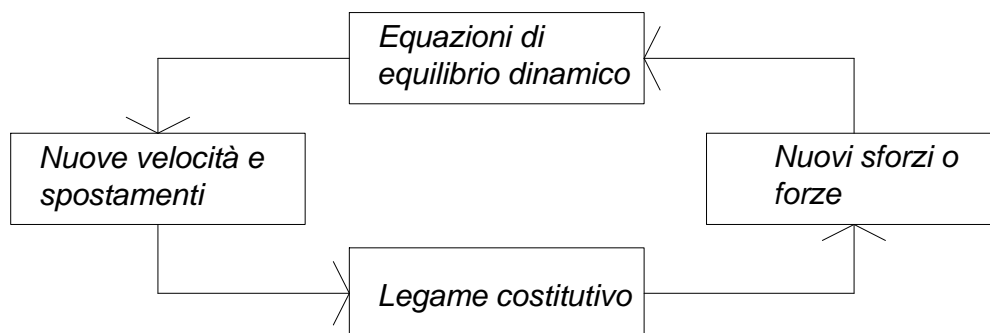 Equazioni di
equilibrio dinamico
Nuove velocità e
spostamenti
Nuovi sforzi o
forze
Legame costitutivo